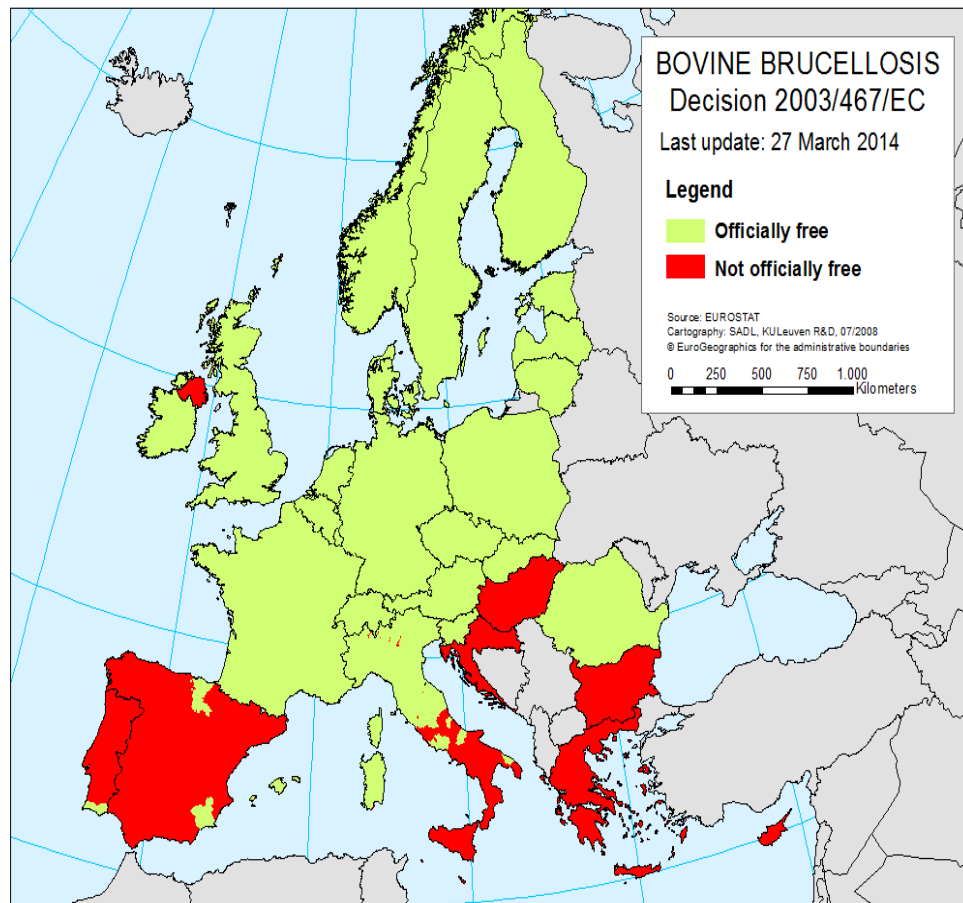 BOVINE BRUCELLOSIS
Decision 2003/467/EC
Last update: 27 March 2014
Legend
Officially free
Not officially free
Source: EUROSTAT
Cartography: SADL, KULeuven R&D, 07/2008
© EuroGeographics for the administrative boundaries
0 250 500 750 1.000
Kilometers